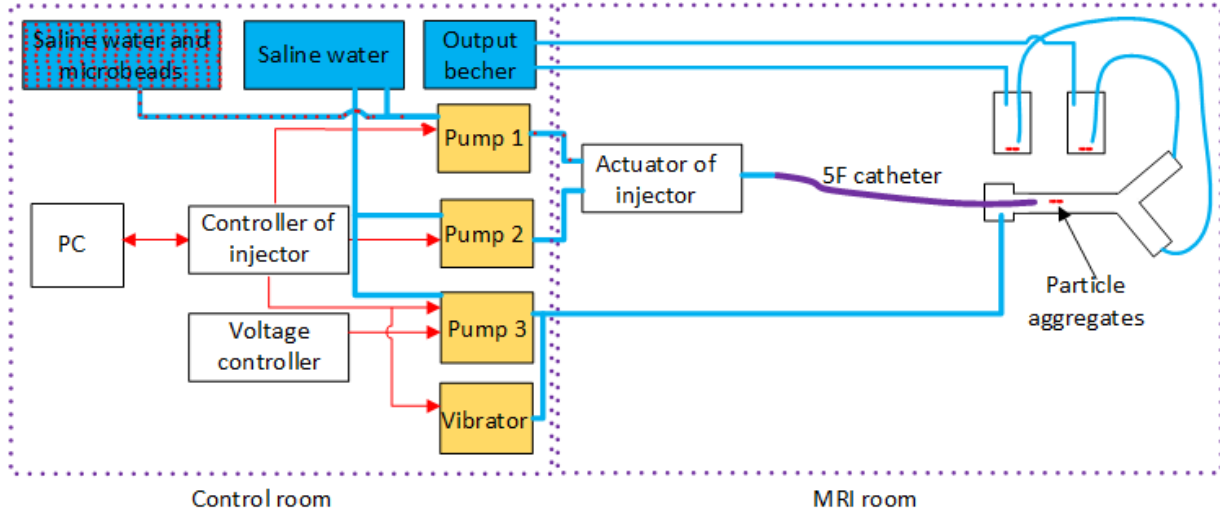 Saline water and
microbeads
Saline water
Output
becher
Pump 1
Actuator of
injector
5F catheter
PC
Controller of
injector
Pump 2
Particle
aggregates
Voltage
controller
Pump 3
Vibrator
Control room
MRI room